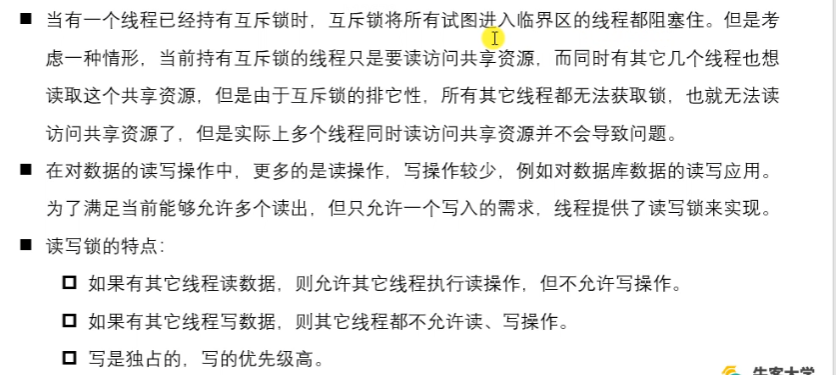 ■ 当有一个线程已经持有互斥锁时，互斥锁将所有试图进入临界区的线程都阻塞住。但是考
虑一种情形，当前持有互斥锁的线程只是要读访问共享资源，而同时有其它几个线程也想
读取这个共享资源，但是由于互斥锁的排它性，所有其它线程都无法获取锁，也就无法读
访问共享资源了，但是实际上多个线程同时读访问共享资源并不会导致问题。
■ 在对数据的读写操作中，更多的是读操作，写操作较少，例如对数据库数据的读写应用。
为了满足当前能够允许多个读出，但只允许一个写入的需求，线程提供了读写锁来实现。
■ 读写锁的特点：
如果有其它线程读数据，则允许其它线程执行读操作，但不允许写操作。
如果有其它线程写数据，则其它线程都不允许读、写操作。
写是独占的，写的优先级高。
牛客大学